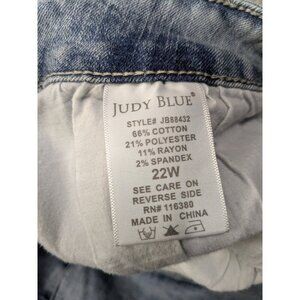 JUDY BLUE®
STYLE# JB88432
66% COTTON
21% POLYESTER
11% RAYON
2% SPANDEX
22W
SEE CARE ON
REVERSE SIDE
RN# 116380
MADE IN CHINA